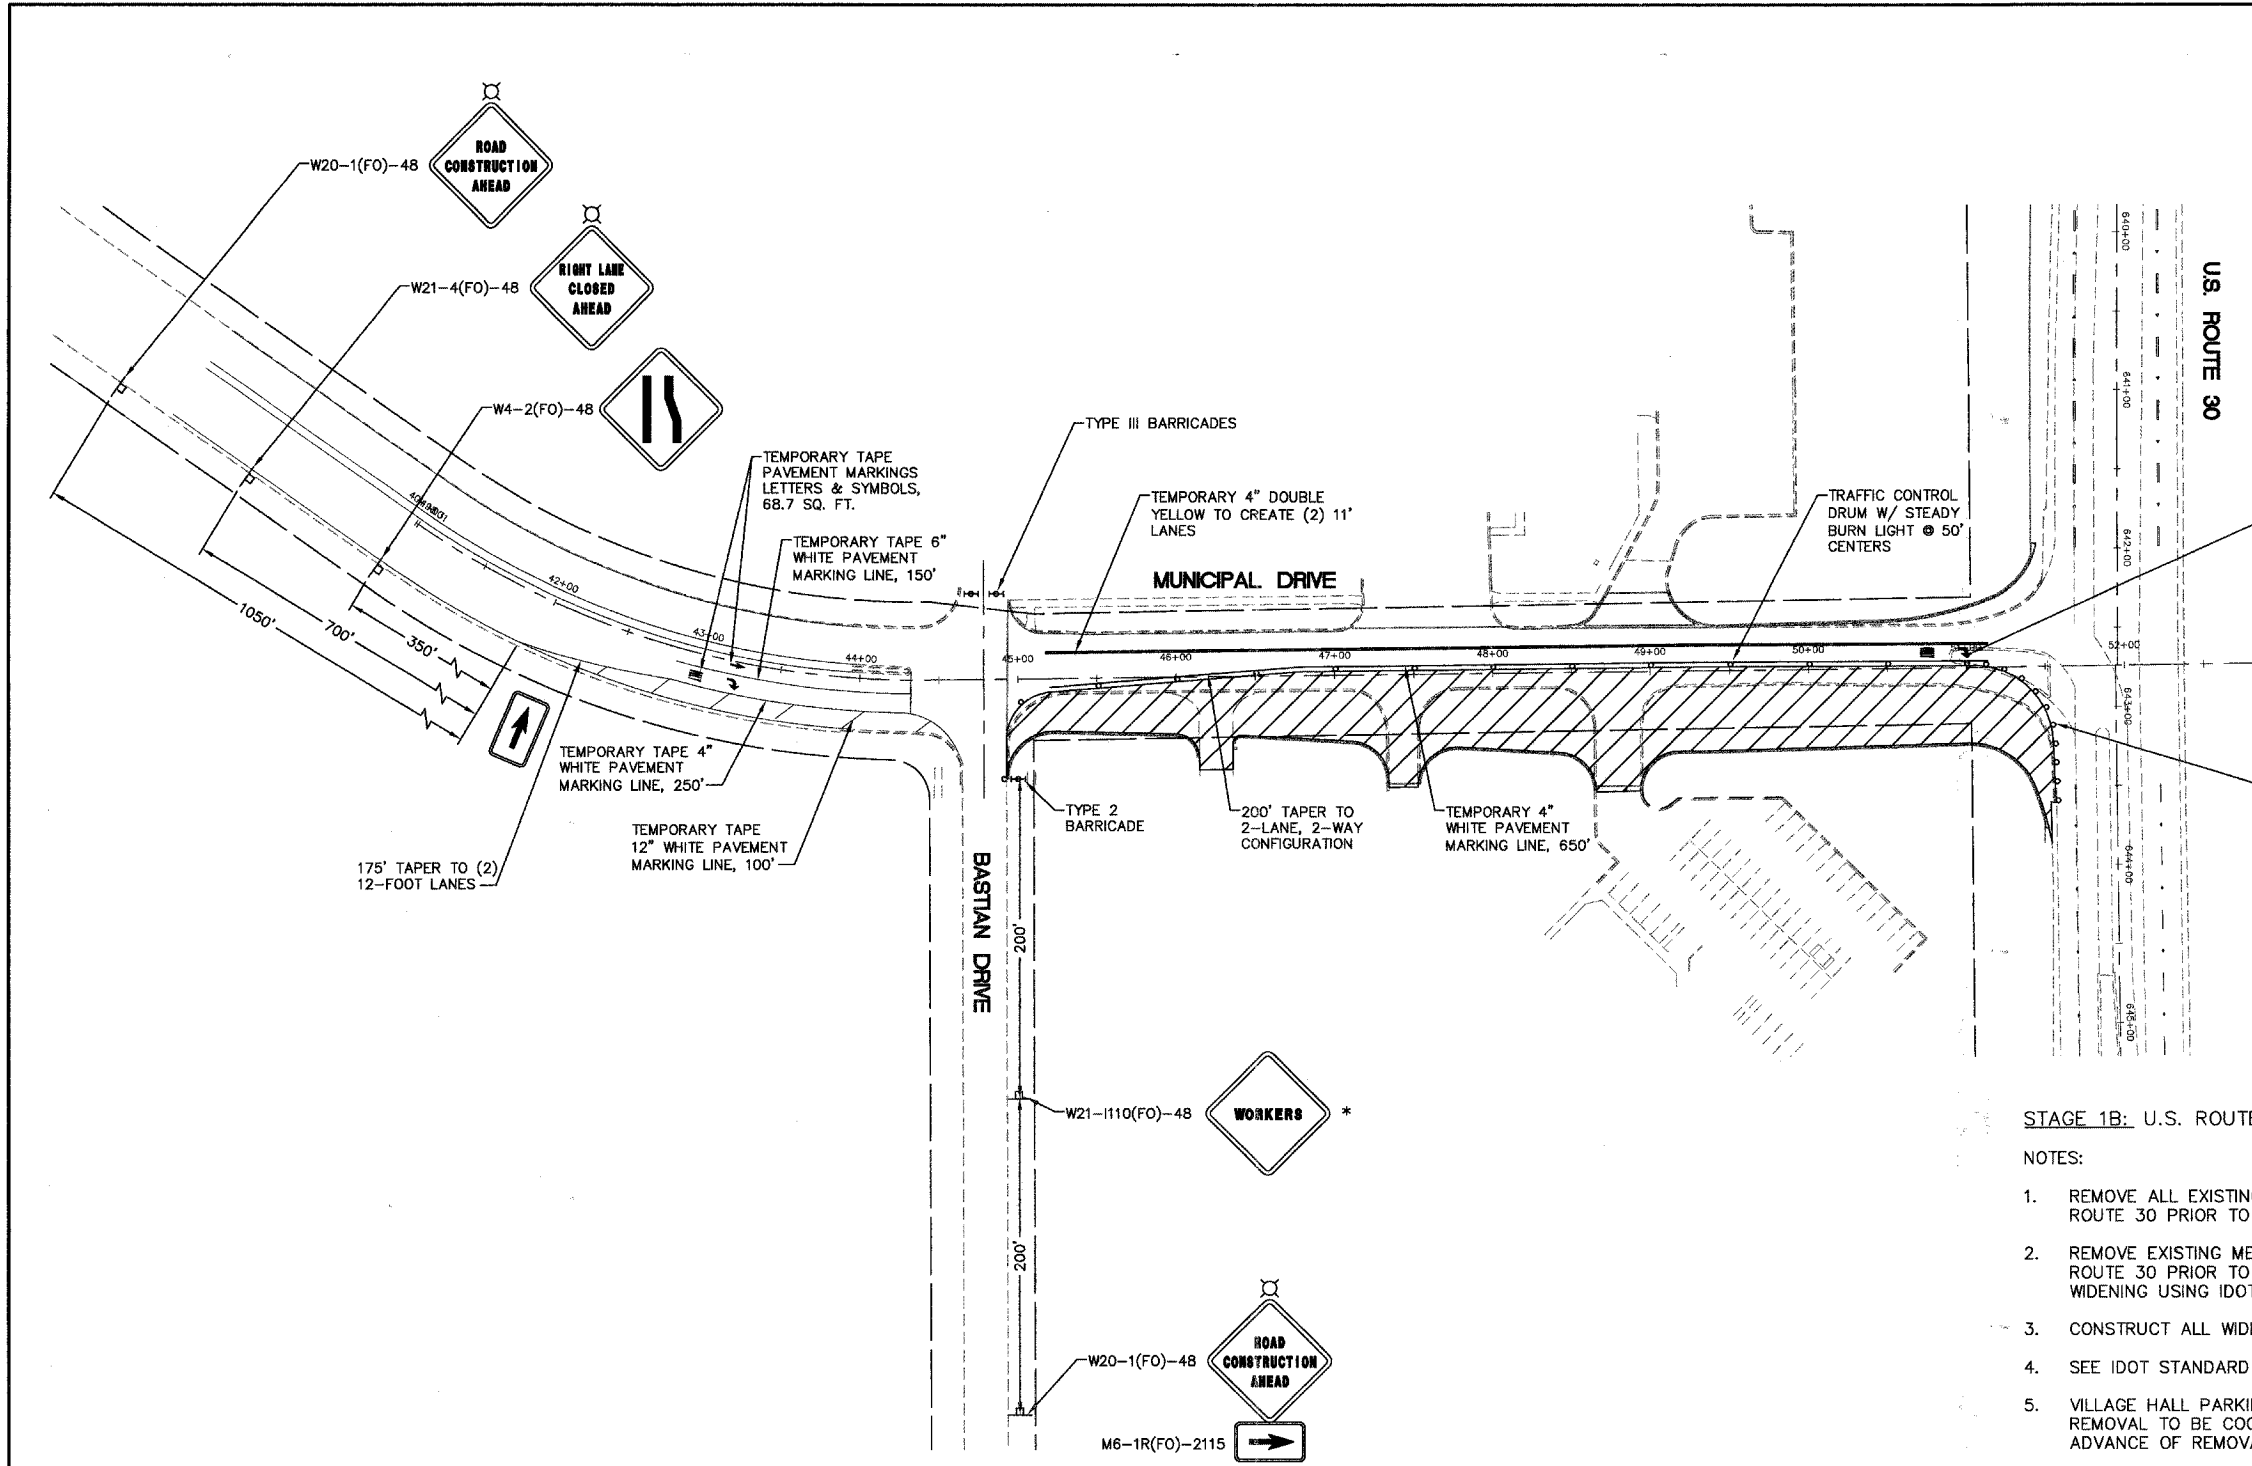 ROAD
CONSTRUCTION
AHEAD
W20-1(FO)-48
RIGHT LANE
CLOSED
AHEAD
W21-4(FO)-48
W4-2(FO)-48
TYPE III BARRICADES
TEMPORARY TAPE
PAVEMENT MARKINGS
LETTERS & SYMBOLS,
68.7 SQ. FT.
TEMPORARY TAPE 6"
WHITE PAVEMENT
MARKING LINE, 150'
TEMPORARY 4" DOUBLE
YELLOW TO CREATE (2) 11'
LANES
MUNICIPAL DRIVE
TRAFFIC CONTROL
DRUM W/ STEADY
BURN LIGHT @ 50'
CENTERS
U.S. ROUTE 30
640+00
641+00
642+00
643+00
644+00
645+00
42+00
43+00
44+00
45+00
46+00
47+00
48+00
49+00
50+00
52+00
1050'
700'
350'
TEMPORARY TAPE 4"
WHITE PAVEMENT
MARKING LINE, 250'
TEMPORARY TAPE
12" WHITE PAVEMENT
MARKING LINE, 100'
175' TAPER TO (2)
12-FOOT LANES
TYPE 2
BARRICADE
200' TAPER TO
2-LANE, 2-WAY
CONFIGURATION
TEMPORARY 4"
WHITE PAVEMENT
MARKING LINE, 650'
BASTIAN DRIVE
200'
W21-I110(FO)-48
WORKERS
*
200'
ROAD
CONSTRUCTION
AHEAD
W20-1(FO)-48
M6-1R(FO)-2115
STAGE 1B: U.S. ROUTE
NOTES:
1. REMOVE ALL EXISTING
ROUTE 30 PRIOR TO
2. REMOVE EXISTING ME
ROUTE 30 PRIOR TO
WIDENING USING IDOT
3. CONSTRUCT ALL WIDE
4. SEE IDOT STANDARD
5. VILLAGE HALL PARKIN
REMOVAL TO BE COO
ADVANCE OF REMOVA